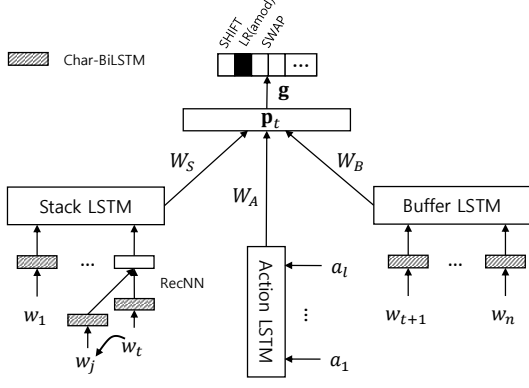 SHIFT
LR(amod)
SWAP
Char-BiLSTM
...
g
p_t
W_S
W_A
W_B
Stack LSTM
Buffer LSTM
Action LSTM
...
RecNN
...
w_1
w_j
w_t
a_l
...
a_1
w_{t+1}
w_n